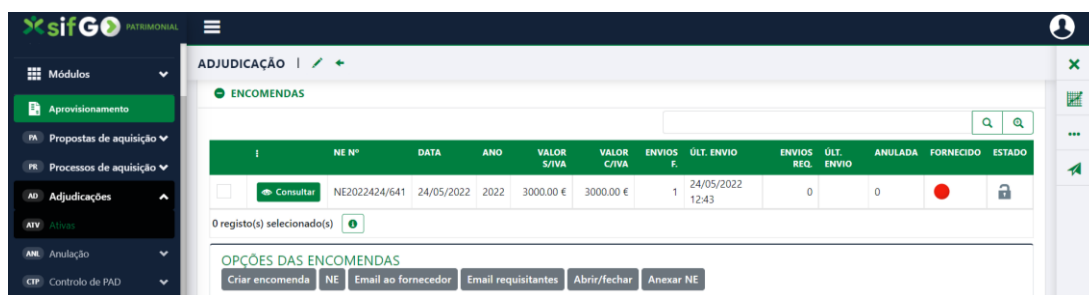 sifGO PATRIMONIAL
Módulos
Aprovisionamento
PA Propostas de aquisição
PR Processos de aquisição
AD Adjudicações
ATV Ativas
ANL Anulação
CTP Controlo de PAD
ADJUDICAÇÃO |
ENCOMENDAS
NE Nº DATA ANO VALOR S/IVA VALOR C/IVA ENVIOS F. ÚLT. ENVIO ENVIOS REQ. ÚLT. ENVIO ANULADA FORNECIDO ESTADO
Consultar NE2022424/641 24/05/2022 2022 3000.00 € 3000.00 € 1 24/05/2022 12:43 0 0
0 registo(s) selecionado(s)
OPÇÕES DAS ENCOMENDAS
Criar encomenda NE Email ao fornecedor Email requisitantes Abrir/fechar Anexar NE